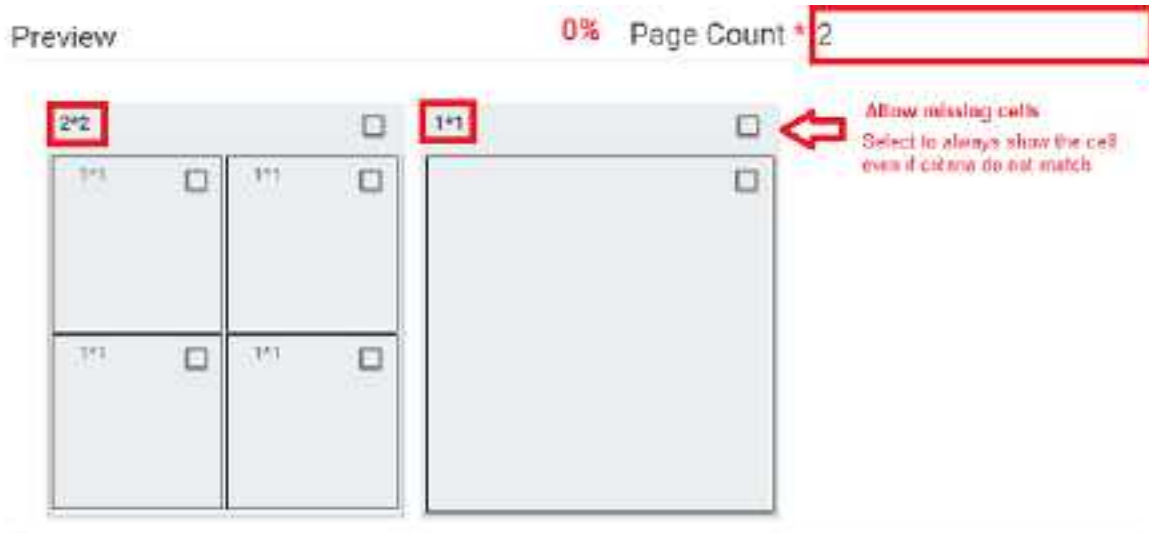 Preview
0% Page Count * 2
2*2
1*1
Allow missing cells
Select to always show the cell
even if criteria do not match
1*1
1*1
1*1
1*1